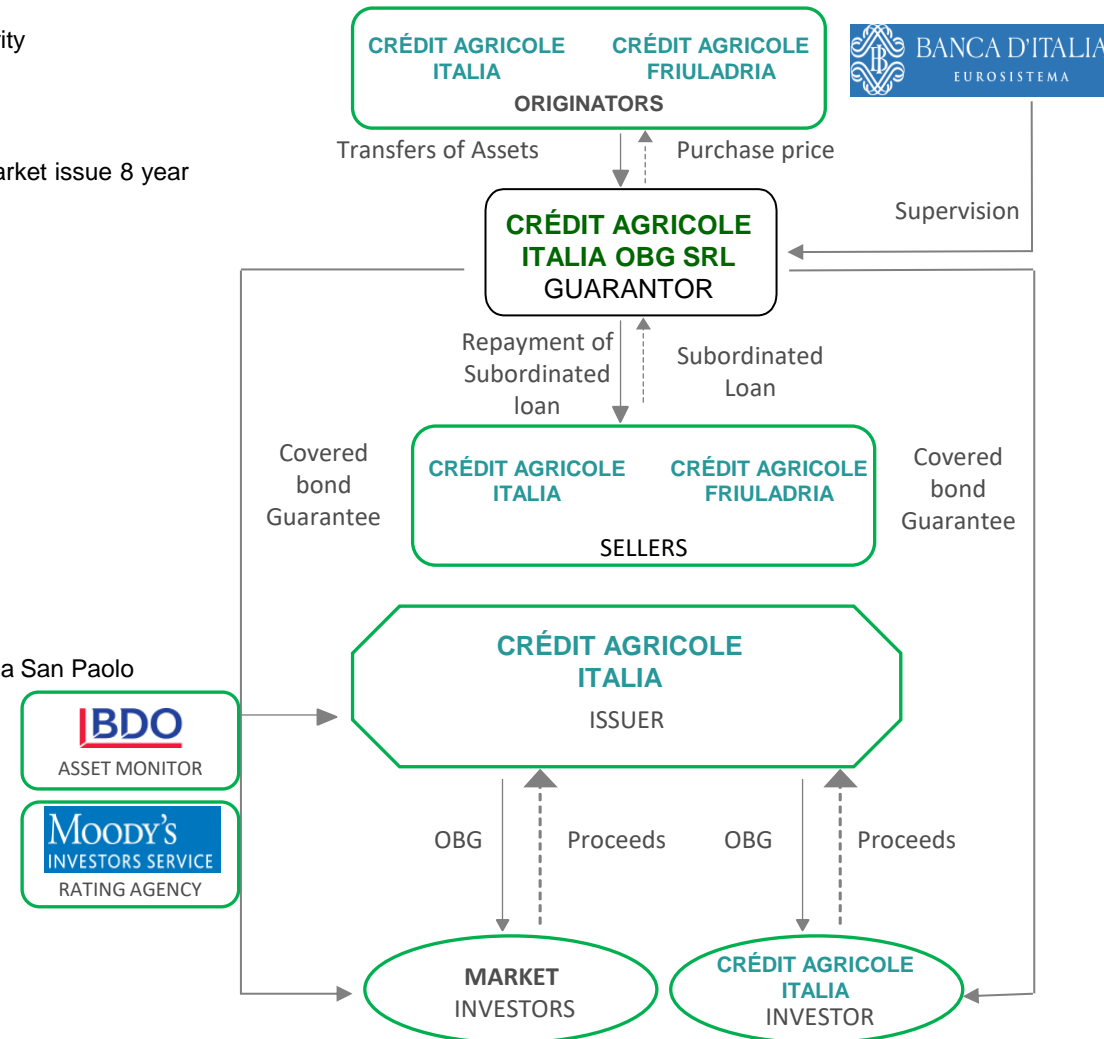 ity
arket issue 8 year
a San Paolo
CRÉDIT AGRICOLE
ITALIA
CRÉDIT AGRICOLE
FRIULADRIA
ORIGINATORS
BANCA D'ITALIA
EUROSISTEMA
Transfers of Assets
Purchase price
Supervision
CRÉDIT AGRICOLE
ITALIA OBG SRL
GUARANTOR
Repayment of
Subordinated
loan
Subordinated
Loan
Covered
bond
Guarantee
CRÉDIT AGRICOLE
ITALIA
CRÉDIT AGRICOLE
FRIULADRIA
SELLERS
Covered
bond
Guarantee
CRÉDIT AGRICOLE
ITALIA
ISSUER
BDO
ASSET MONITOR
MOODY'S
INVESTORS SERVICE
RATING AGENCY
OBG
Proceeds
OBG
Proceeds
MARKET
INVESTORS
CRÉDIT AGRICOLE
ITALIA
INVESTOR